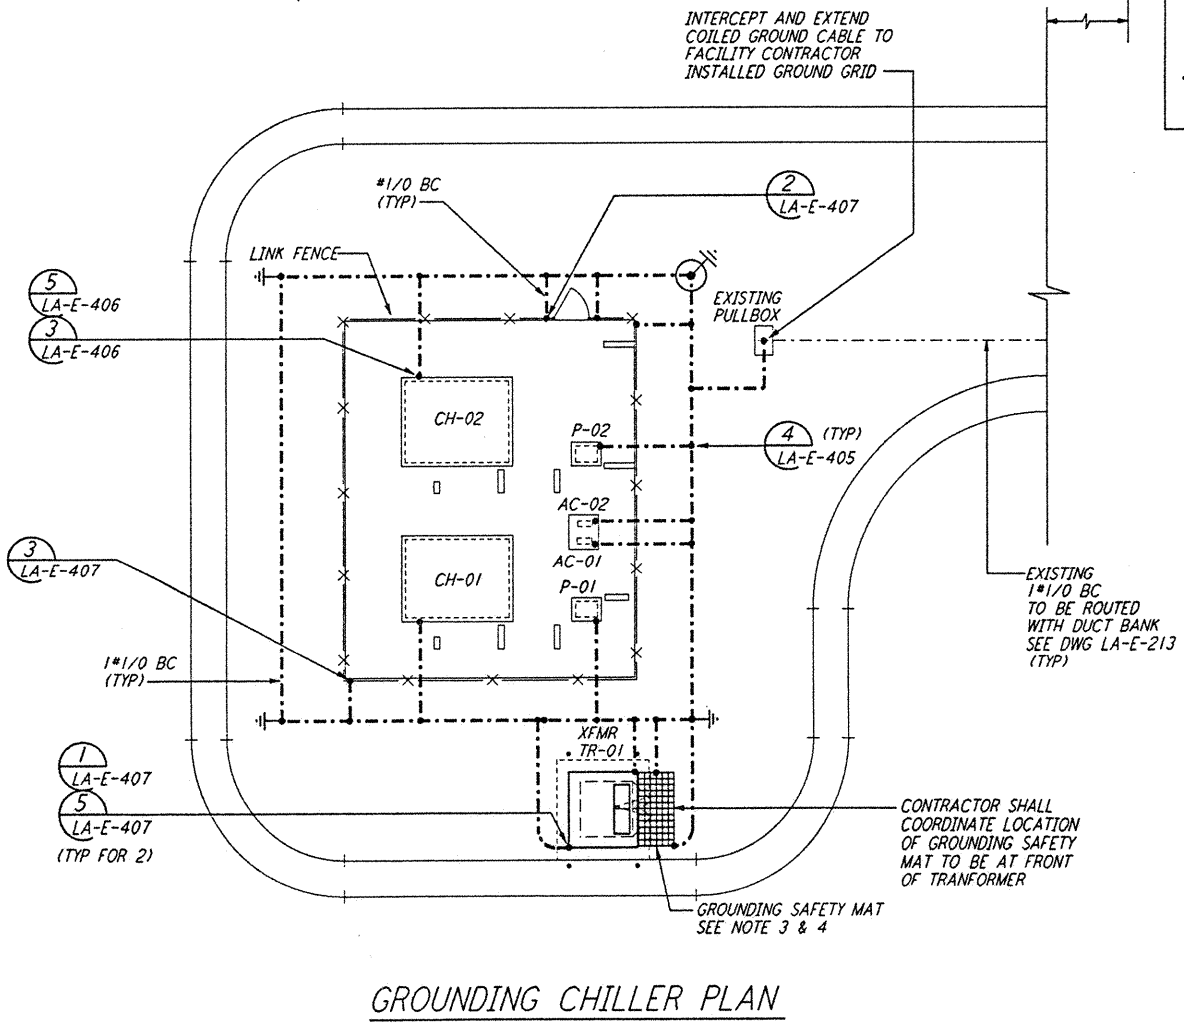 INTERCEPT AND EXTEND
COILED GROUND CABLE TO
FACILITY CONTRACTOR
INSTALLED GROUND GRID
#1/0 BC
(TYP)
2
LA-E-407
LINK FENCE
5
LA-E-406
3
LA-E-406
EXISTING
PULLBOX
CH-02
P-02
4
(TYP)
LA-E-405
AC-02
AC-01
3
LA-E-407
CH-01
P-01
EXISTING
1#1/0 BC
TO BE ROUTED
WITH DUCT BANK
SEE DWG LA-E-213
(TYP)
1#1/0 BC
(TYP)
XFMR
TR-01
1
LA-E-407
5
LA-E-407
(TYP FOR 2)
CONTRACTOR SHALL
COORDINATE LOCATION
OF GROUNDING SAFETY
MAT TO BE AT FRONT
OF TRANFORMER
GROUNDING SAFETY MAT
SEE NOTE 3 & 4
GROUNDING CHILLER PLAN